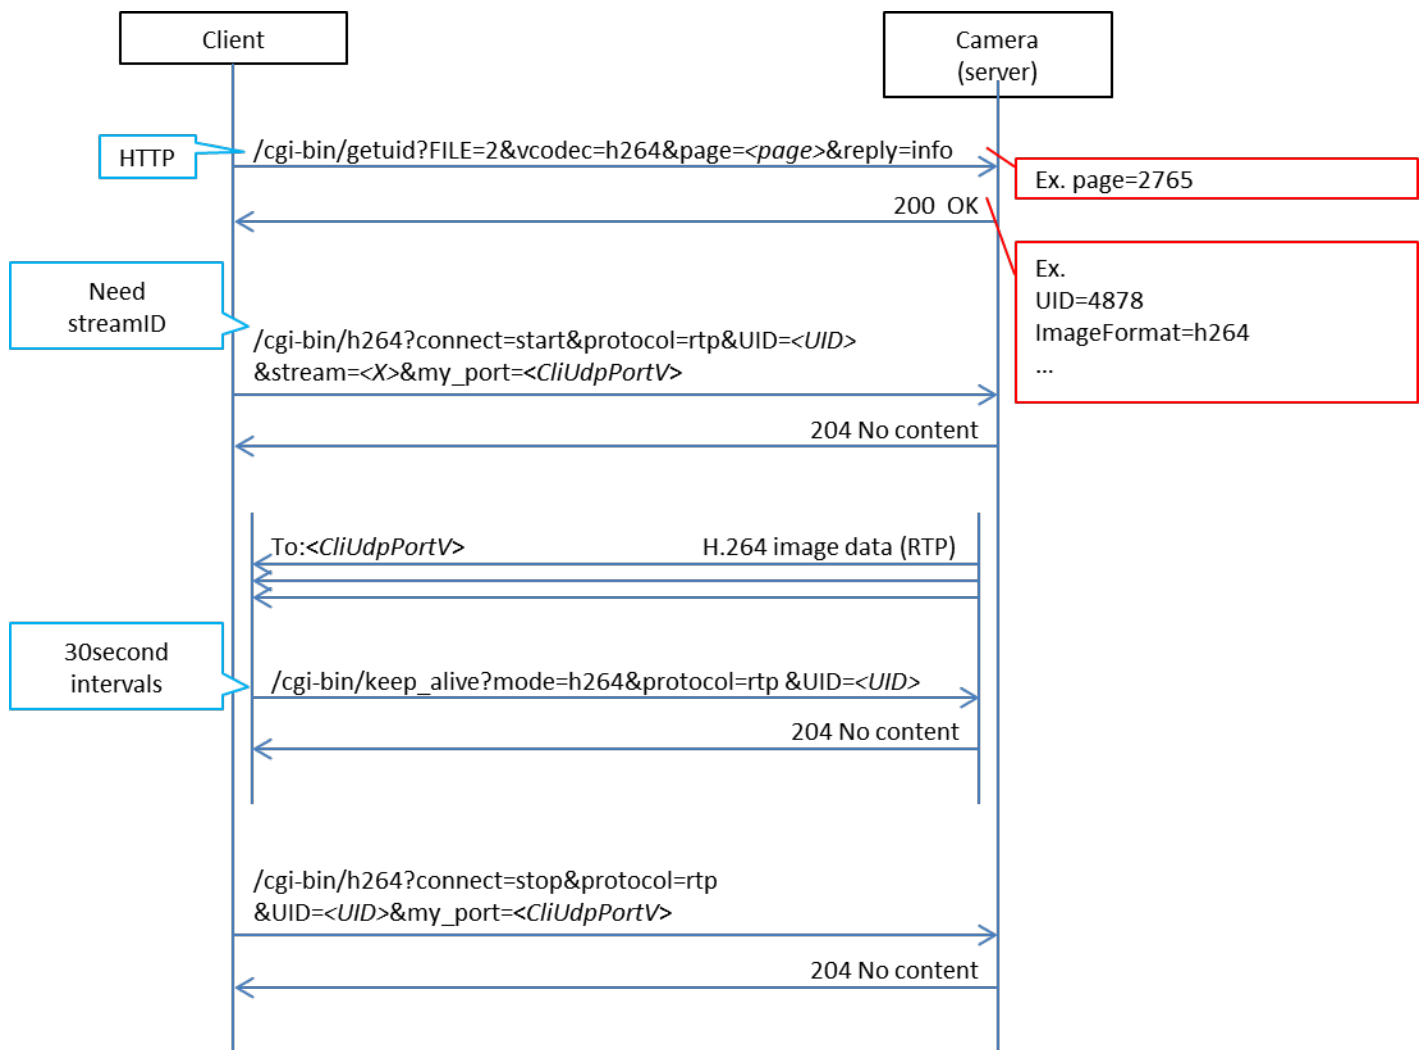 Client
Camera
(server)
HTTP
/cgi-bin/getuid?FILE=2&vcodec=h264&page=<page>&reply=info
Ex. page=2765
200  OK
Ex.
UID=4878
ImageFormat=h264
...
Need
streamID
/cgi-bin/h264?connect=start&protocol=rtp&UID=<UID>
&stream=<X>&my_port=<CliUdpPortV>
204 No content
To:<CliUdpPortV>
H.264 image data (RTP)
30second
intervals
/cgi-bin/keep_alive?mode=h264&protocol=rtp &UID=<UID>
204 No content
/cgi-bin/h264?connect=stop&protocol=rtp
&UID=<UID>&my_port=<CliUdpPortV>
204 No content